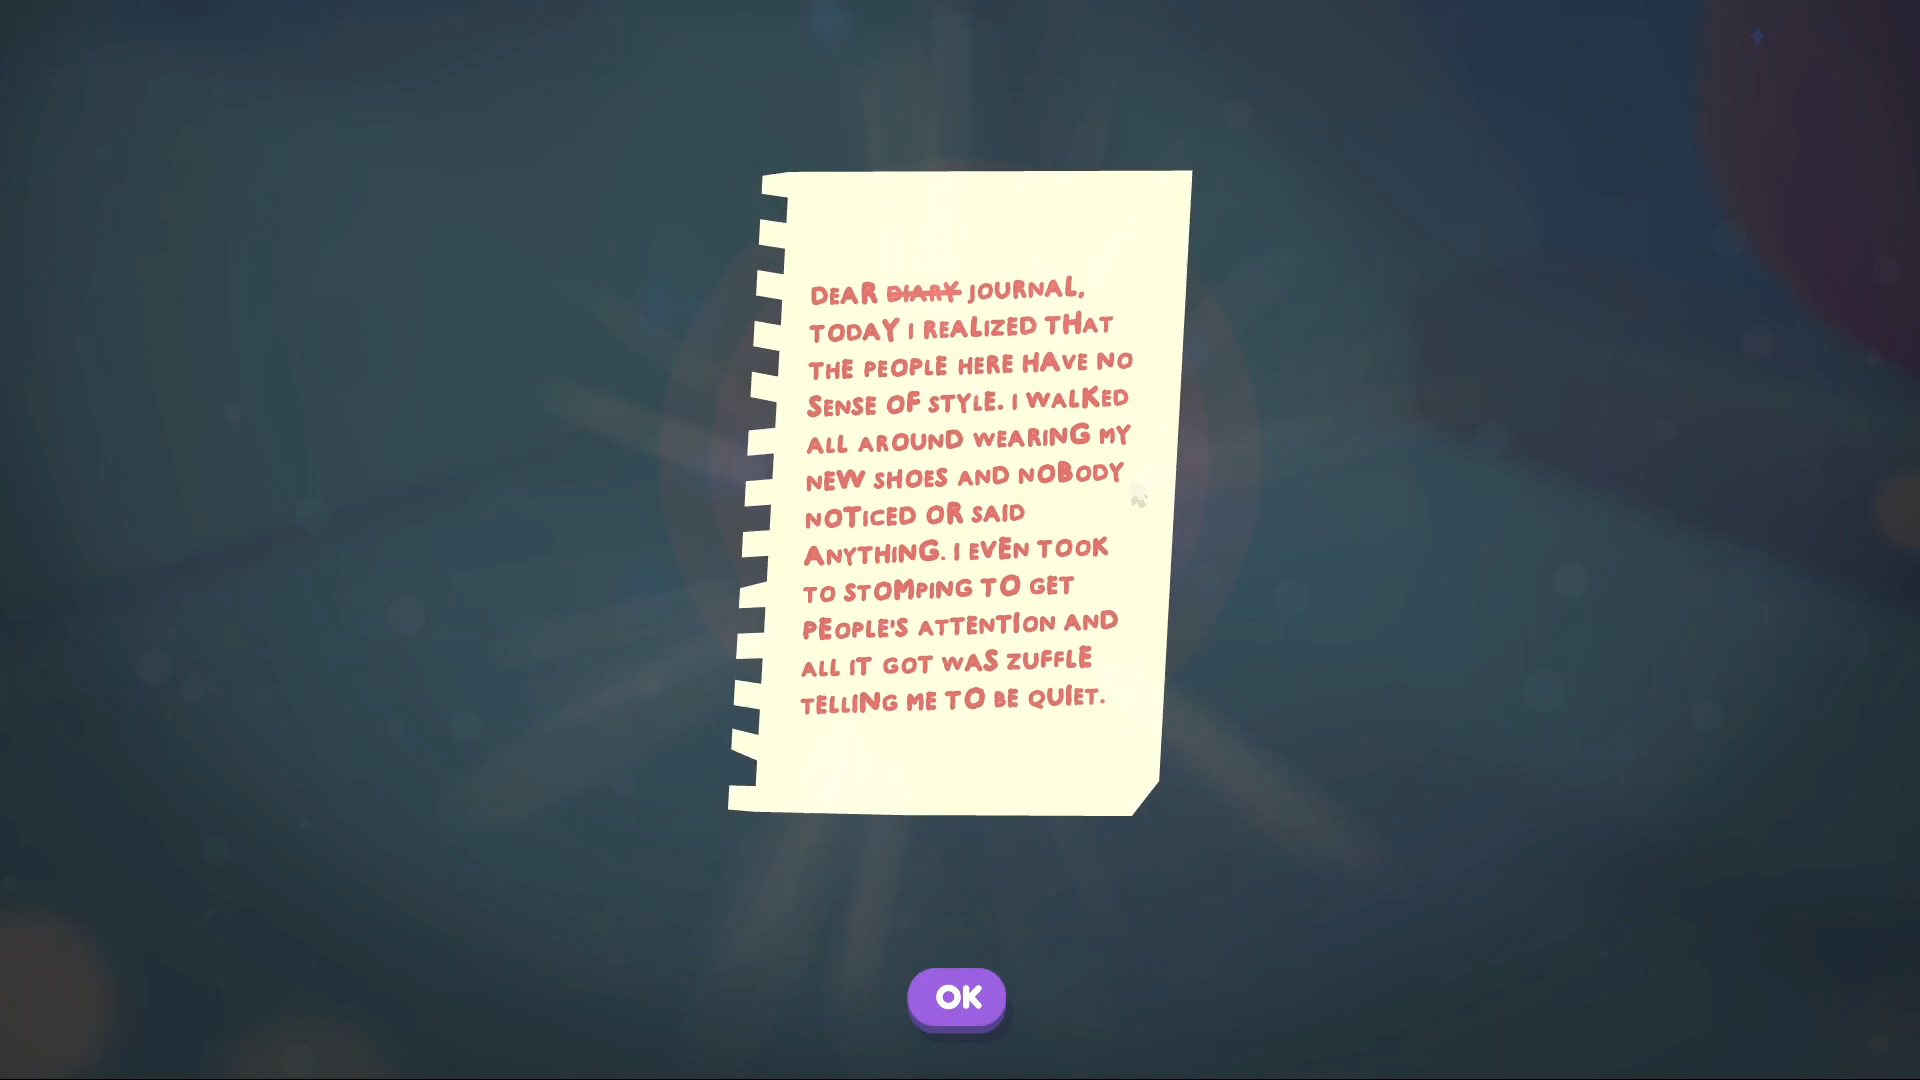 DEAR DIARY JOURNAL,
TODAY I REALIZED THAT
THE PEOPLE HERE HAVE NO
SENSE OF STYLE. I WALKED
ALL AROUND WEARING MY
NEW SHOES AND NOBODY
NOTICED OR SAID
ANYTHING. I EVEN TOOK
TO STOMPING TO GET
PEOPLE'S ATTENTION AND
ALL IT GOT WAS ZUFFLE
TELLING ME TO BE QUIET.
OK